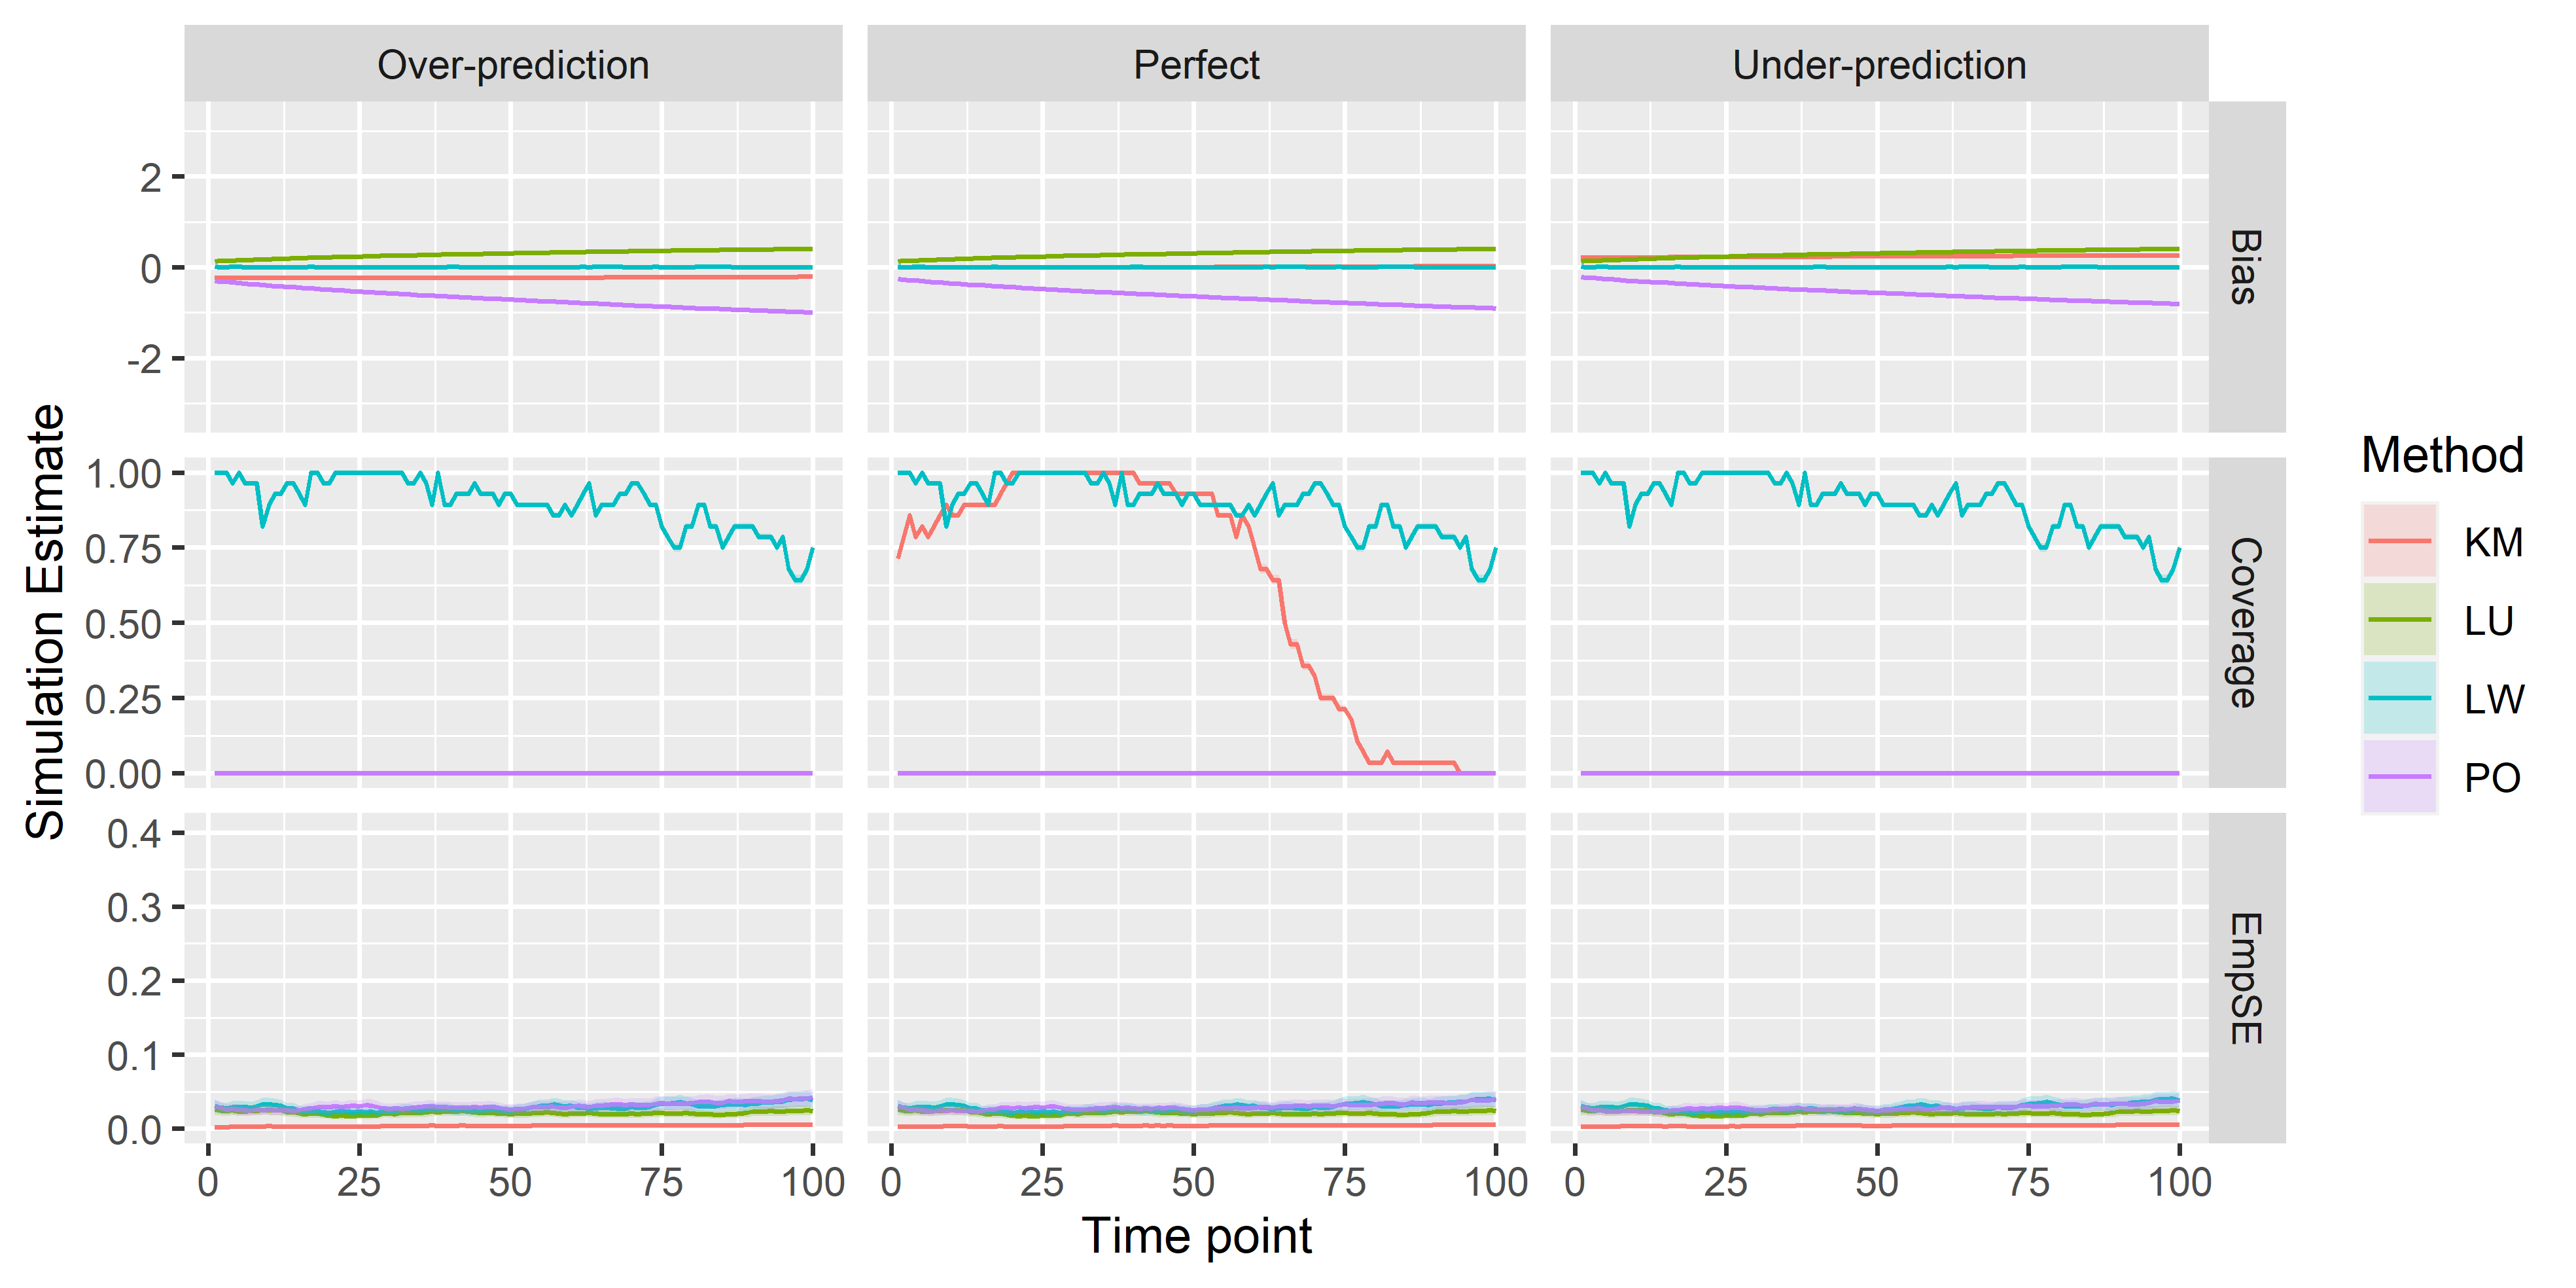 Over-prediction
Perfect
Under-prediction
2
0
-2
Bias
1.00
0.75
0.50
0.25
0.00
Coverage
0.4
0.3
0.2
0.1
0.0
EmpSE
0 25 50 75 100
0 25 50 75 100
0 25 50 75 100
Time point
Simulation Estimate
Method
KM
LU
LW
PO